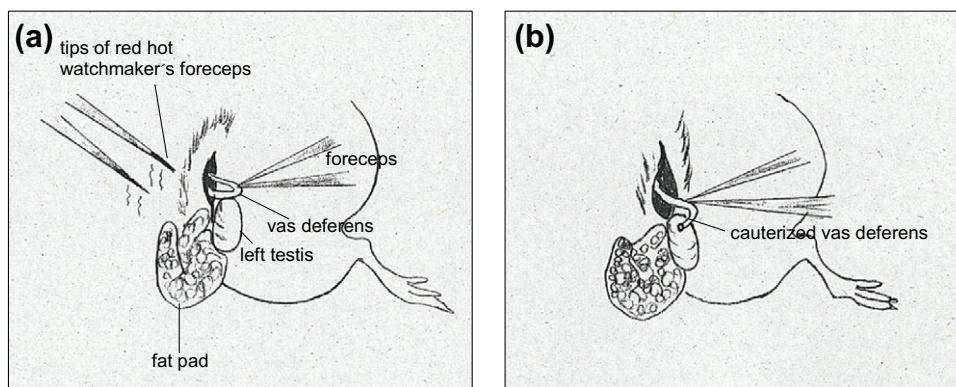 (a)
tips of red hot
watchmaker´s foreceps
foreceps
vas deferens
left testis
fat pad
(b)
cauterized vas deferens